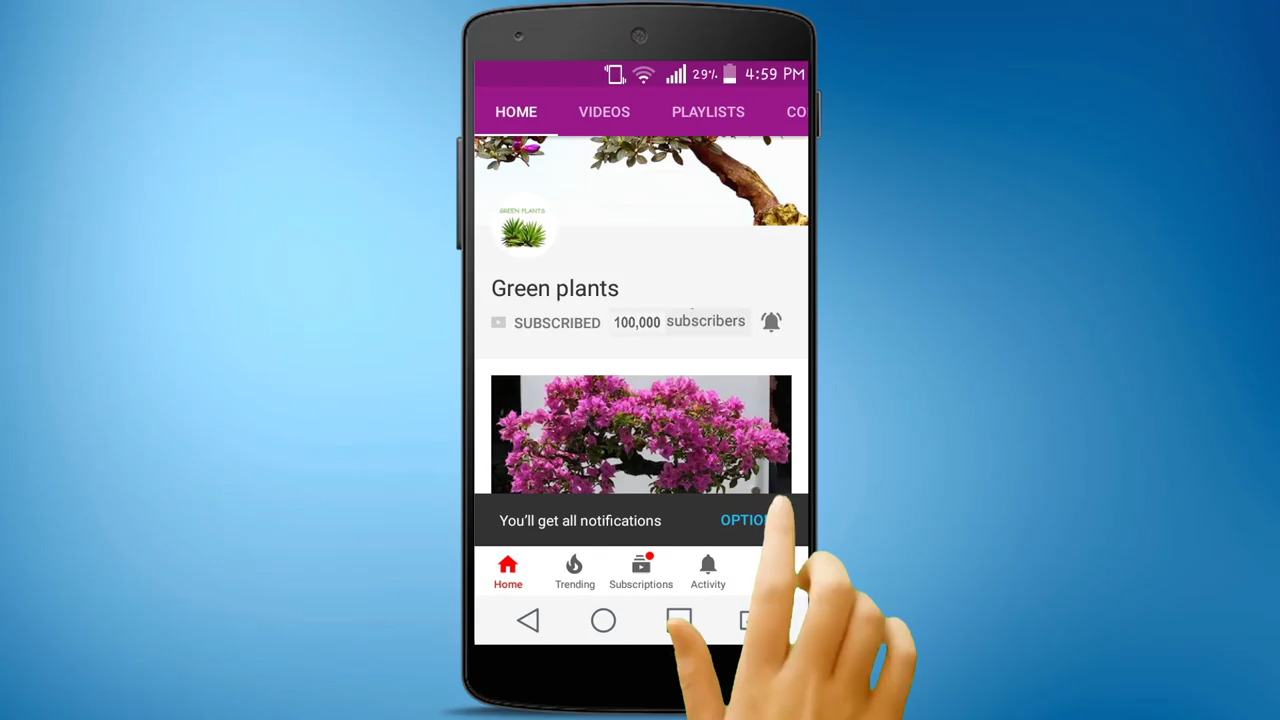 29% 4:59 PM
HOME VIDEOS PLAYLISTS CO
GREEN PLANTS
Green plants
SUBSCRIBED 100,000 subscribers
You'll get all notifications OPTION
Home Trending Subscriptions Activity